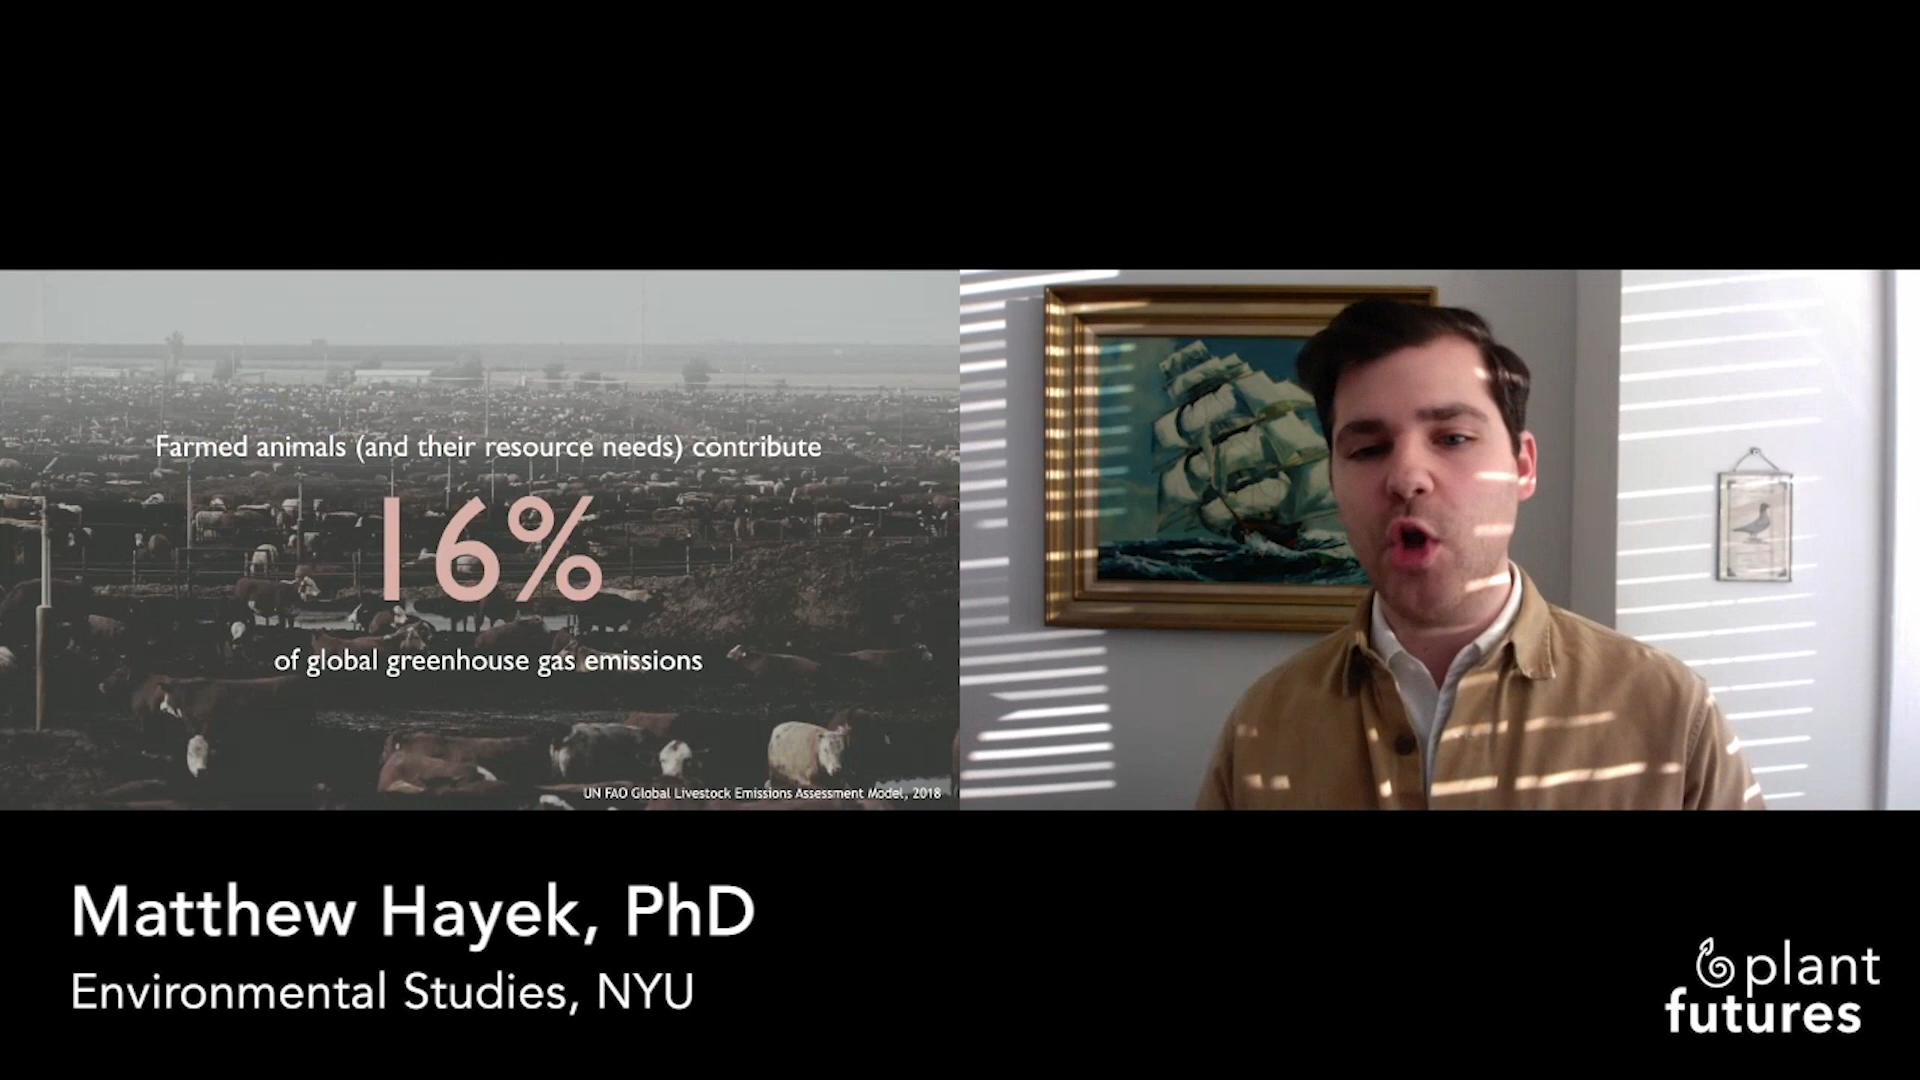 Farmed animals (and their resource needs) contribute
16%
of global greenhouse gas emissions
UN FAO Global Livestock Emissions Assessment Model, 2018
Matthew Hayek, PhD
Environmental Studies, NYU
plant
futures